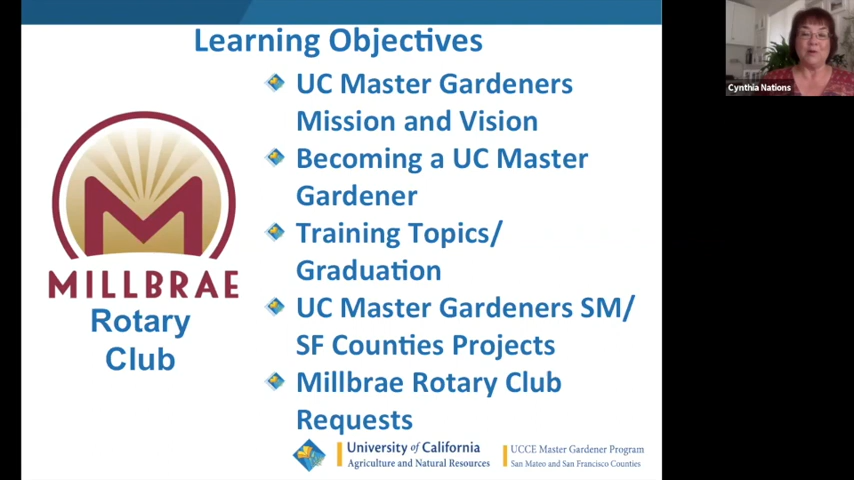 Learning Objectives
UC Master Gardeners
Mission and Vision
Becoming a UC Master
Gardener
Training Topics/
Graduation
UC Master Gardeners SM/
SF Counties Projects
Millbrae Rotary Club
Requests
MILLBRAE
Rotary
Club
University of California
Agriculture and Natural Resources
UCCE Master Gardener Program
San Mateo and San Francisco Counties
Cynthia Nations